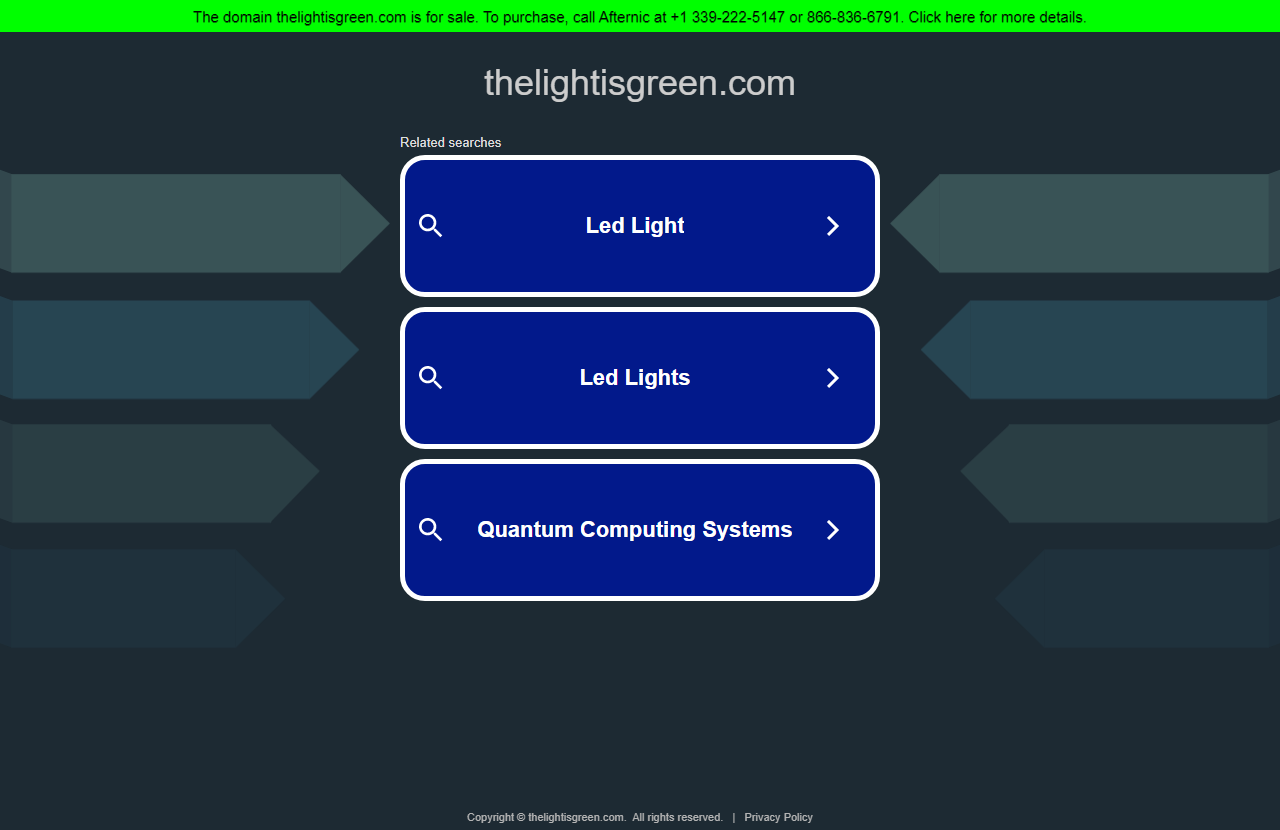 The domain thelightisgreen.com is for sale. To purchase, call Afternic at +1 339-222-5147 or 866-836-6791. Click here for more details.
thelightisgreen.com
Related searches
Led Light
Led Lights
Quantum Computing Systems
Copyright © thelightisgreen.com. All rights reserved. | Privacy Policy